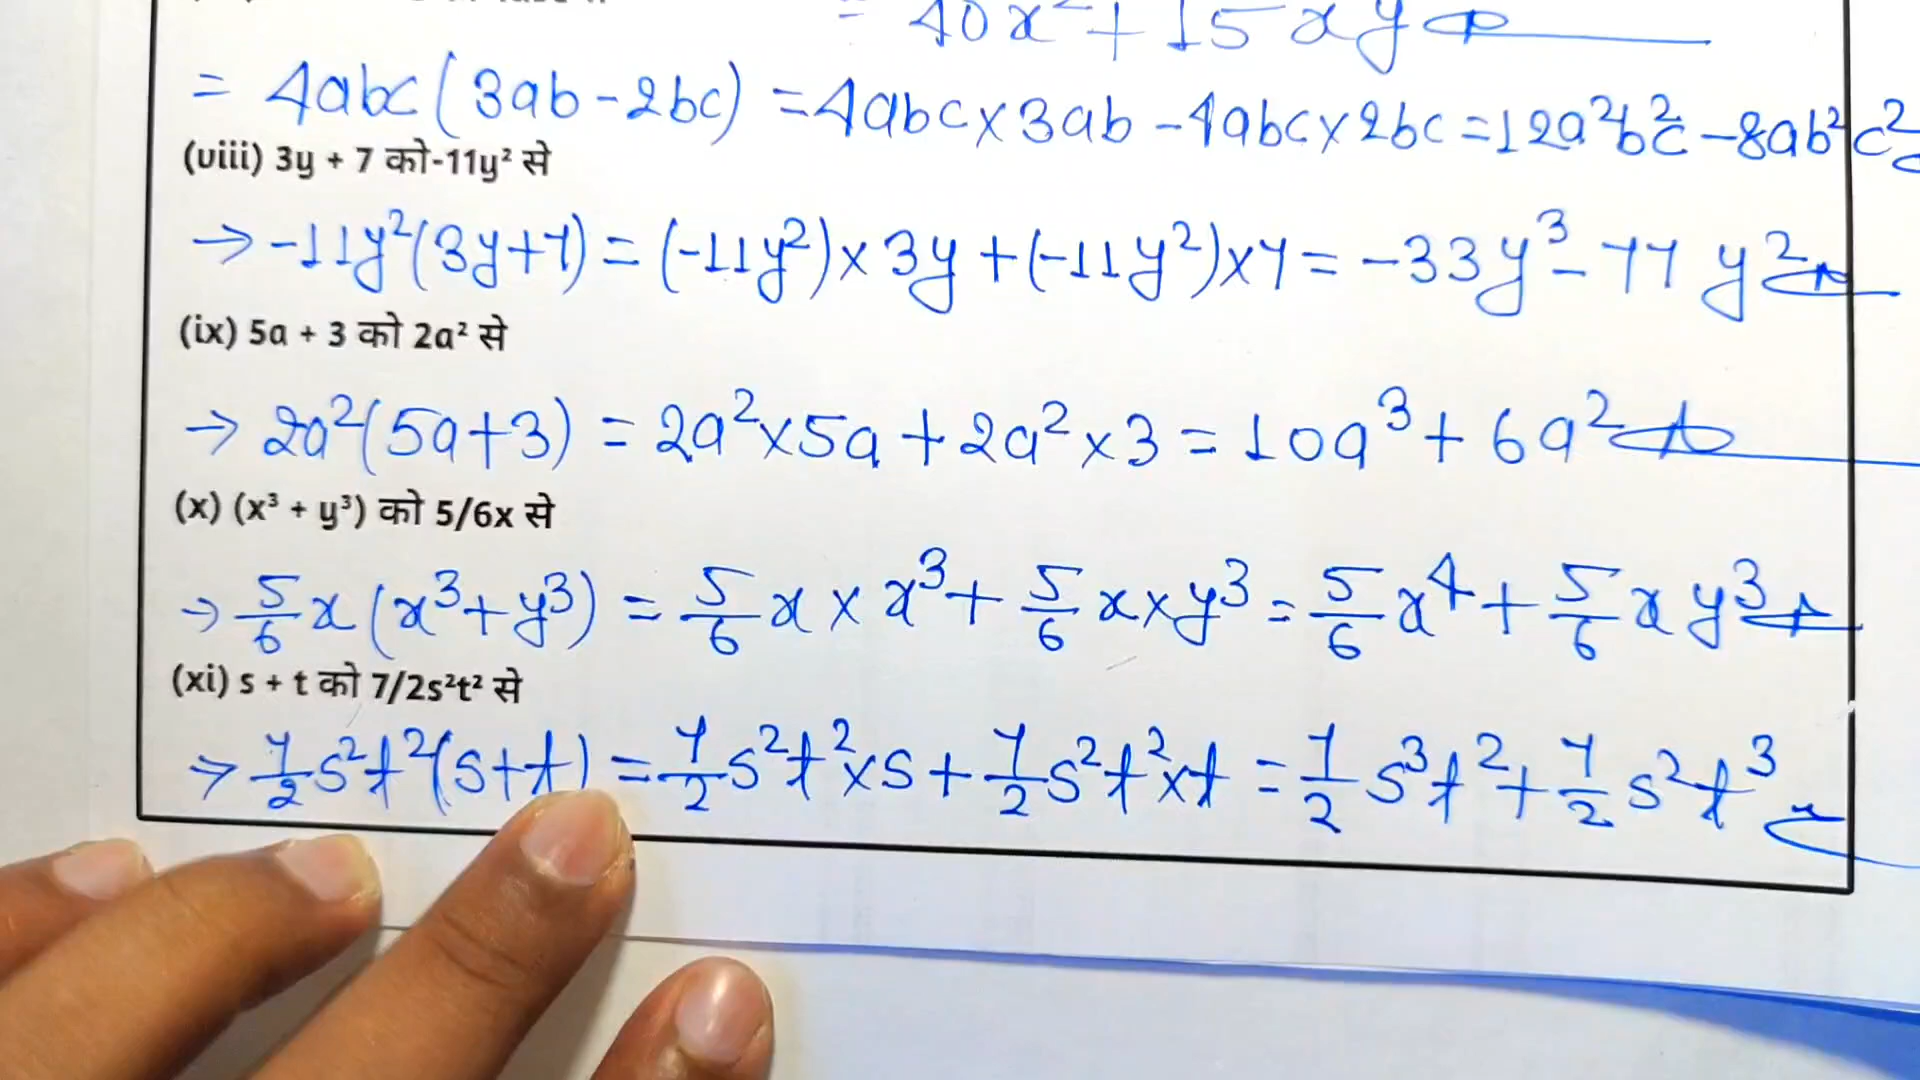 = 40x² + 15xy
= 4abc(3ab - 2bc) = 4abc×3ab - 4abc×2bc = 12a²b²c - 8ab²c²
(viii) 3y + 7 को-11y² से
→ -11y²(3y+7) = (-11y²)×3y + (-11y²)×7 = -33y³ - 77y²
(ix) 5a + 3 को 2a² से
→ 2a²(5a+3) = 2a²×5a + 2a²×3 = 10a³ + 6a²
(x) (x³ + y³) को 5/6x से
→ 5/6 x(x³+y³) = 5/6 x × x³ + 5/6 x×y³ = 5/6 x⁴ + 5/6 xy³
(xi) s + t को 7/2s²t² से
→ 7/2 s²t²(s+t) = 7/2 s²t²×s + 7/2 s²t²×t = 7/2 s³t² + 7/2 s²t³